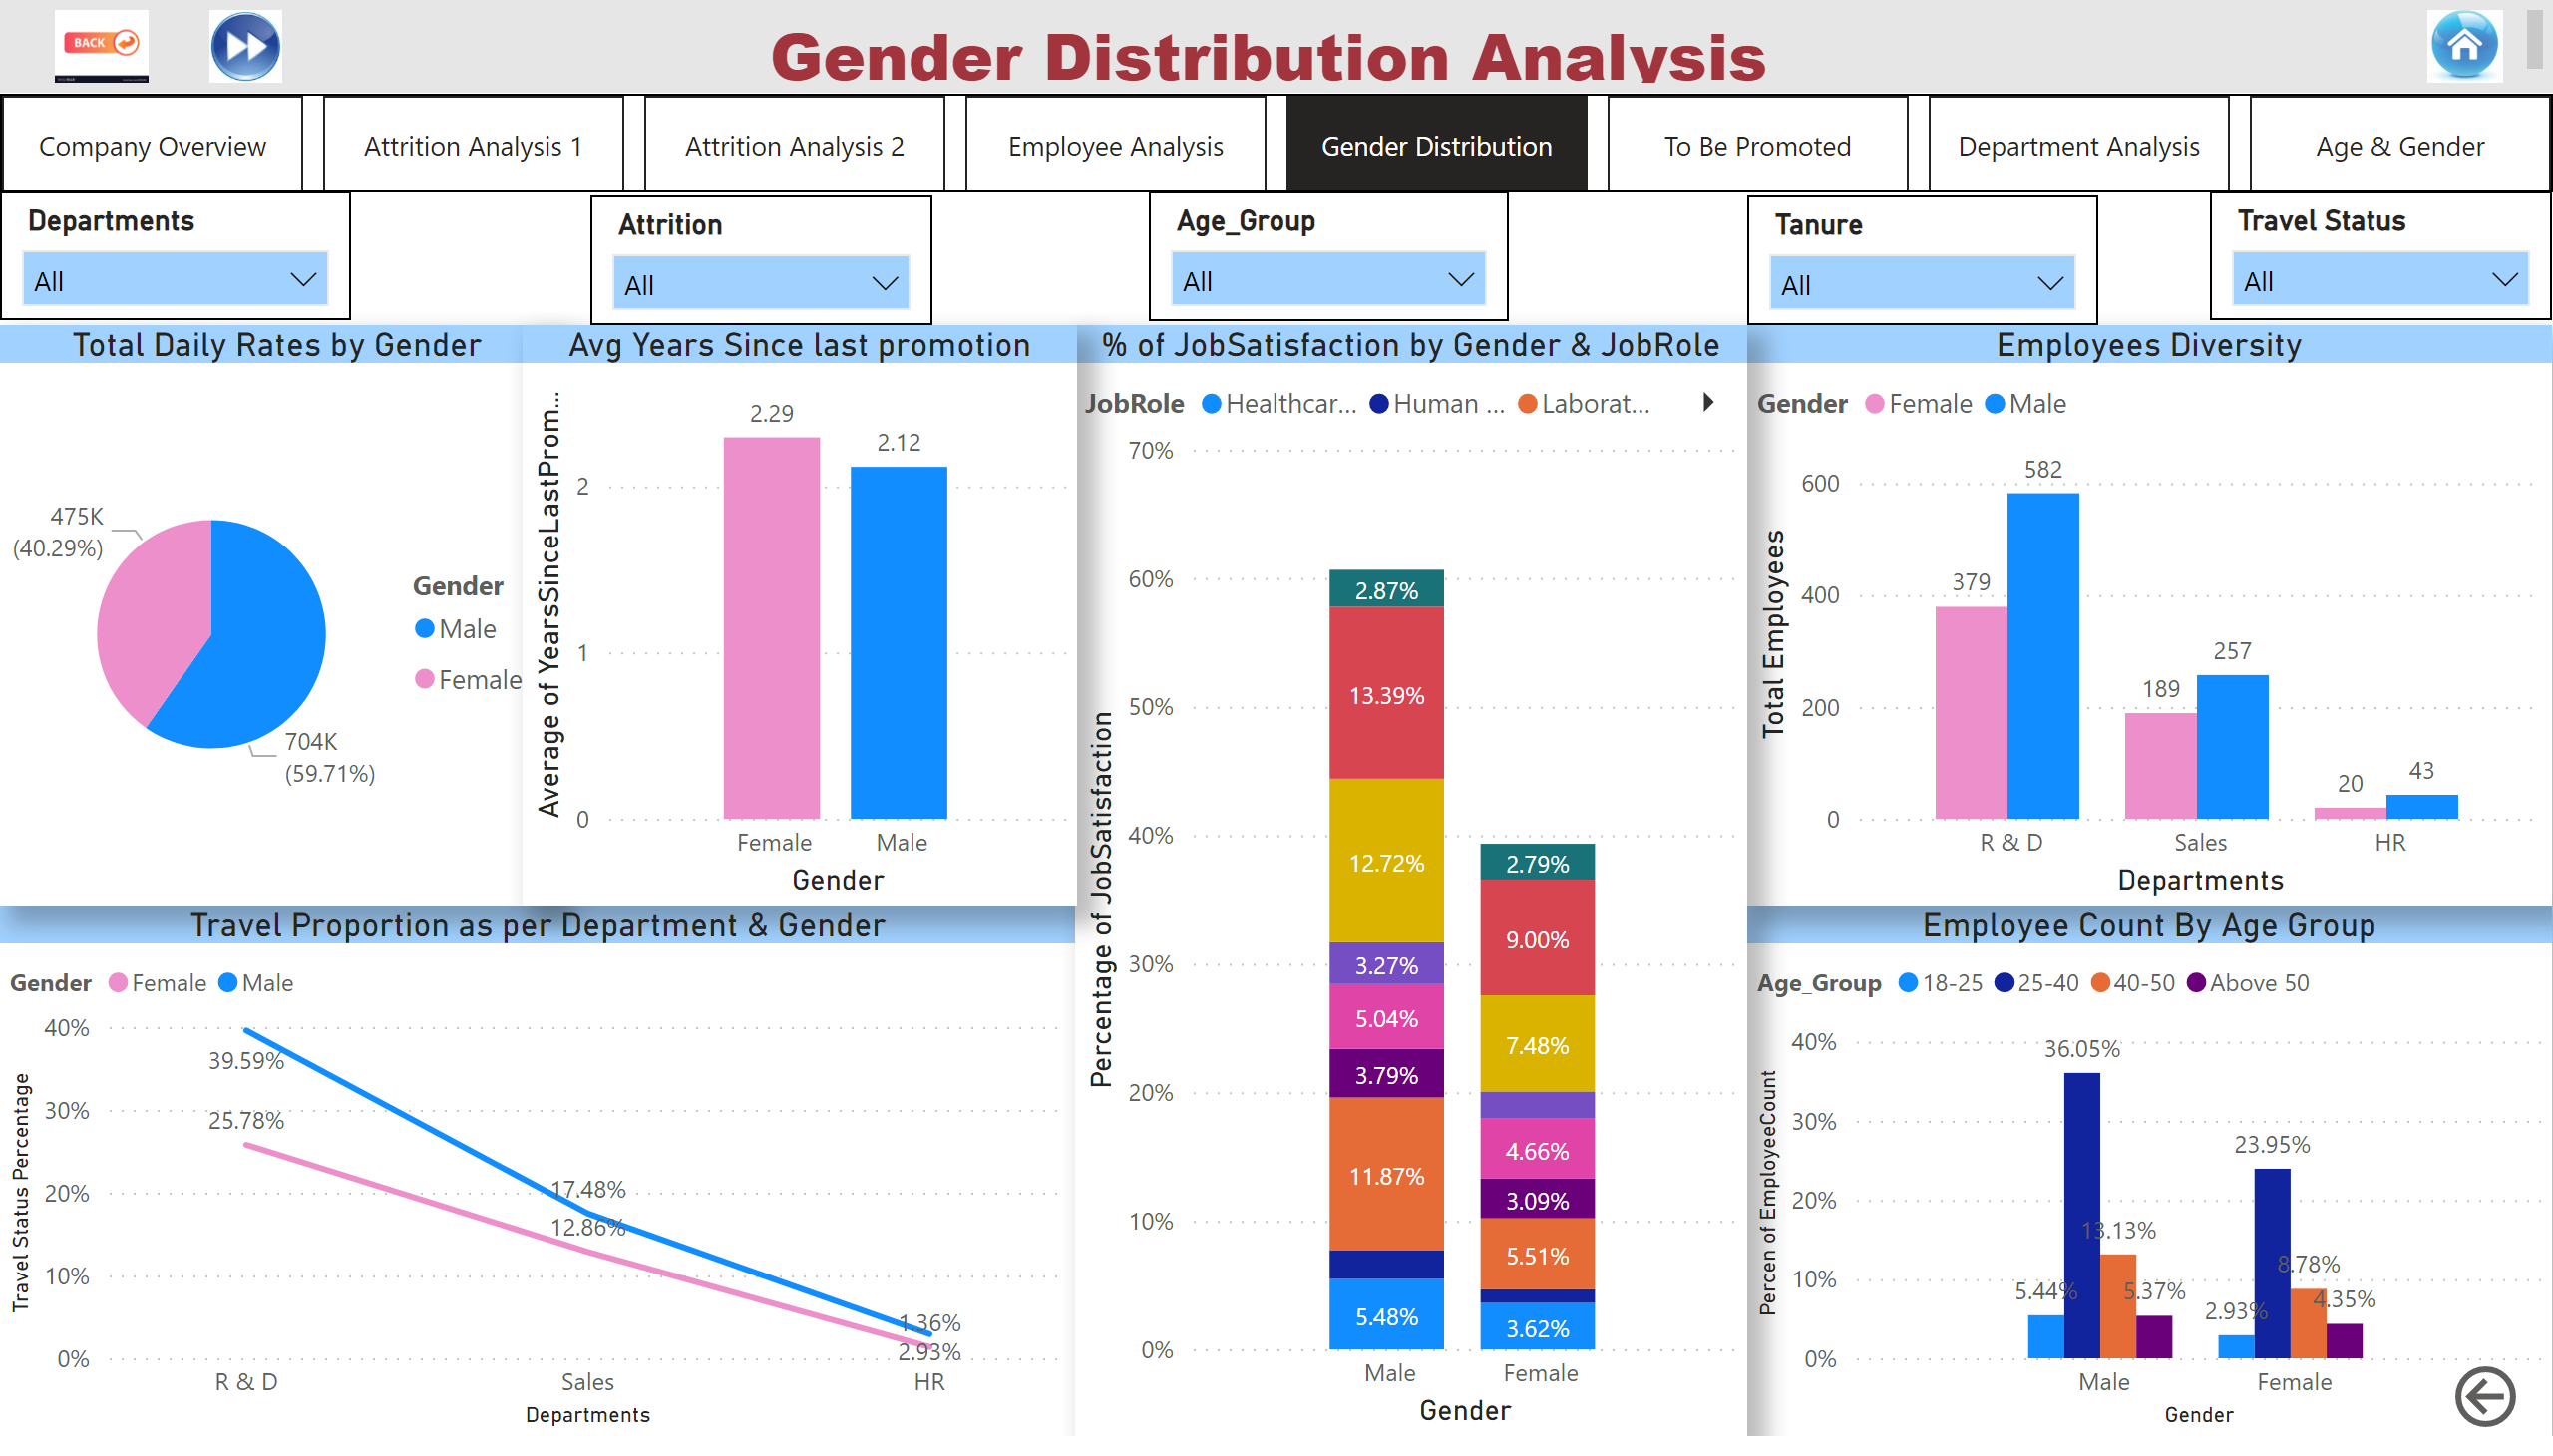 BACK
Gender Distribution Analysis
Company Overview
Attrition Analysis 1
Attrition Analysis 2
Employee Analysis
Gender Distribution
To Be Promoted
Department Analysis
Age & Gender
Departments
All
Attrition
All
Age_Group
All
Tanure
All
Travel Status
All
Total Daily Rates by Gender
475K
(40.29%)
704K
(59.71%)
Gender
Male
Female
Avg Years Since last promotion
Average of YearsSinceLastProm...
2
1
0
2.29
2.12
Female
Male
Gender
% of JobSatisfaction by Gender & JobRole
JobRole Healthcar... Human ... Laborat...
Percentage of JobSatisfaction
70%
60%
50%
40%
30%
20%
10%
0%
2.87%
13.39%
12.72%
3.27%
5.04%
3.79%
11.87%
5.48%
2.79%
9.00%
7.48%
4.66%
3.09%
5.51%
3.62%
Male
Female
Gender
Employees Diversity
Gender Female Male
Total Employees
600
400
200
0
379
582
189
257
20
43
R & D
Sales
HR
Departments
Travel Proportion as per Department & Gender
Gender Female Male
Travel Status Percentage
40%
30%
20%
10%
0%
39.59%
25.78%
17.48%
12.86%
1.36%
2.93%
R & D
Sales
HR
Departments
Employee Count By Age Group
Age_Group 18-25 25-40 40-50 Above 50
Percen of EmployeeCount
40%
30%
20%
10%
0%
5.44%
36.05%
13.13%
5.37%
2.93%
23.95%
8.78%
4.35%
Male
Female
Gender